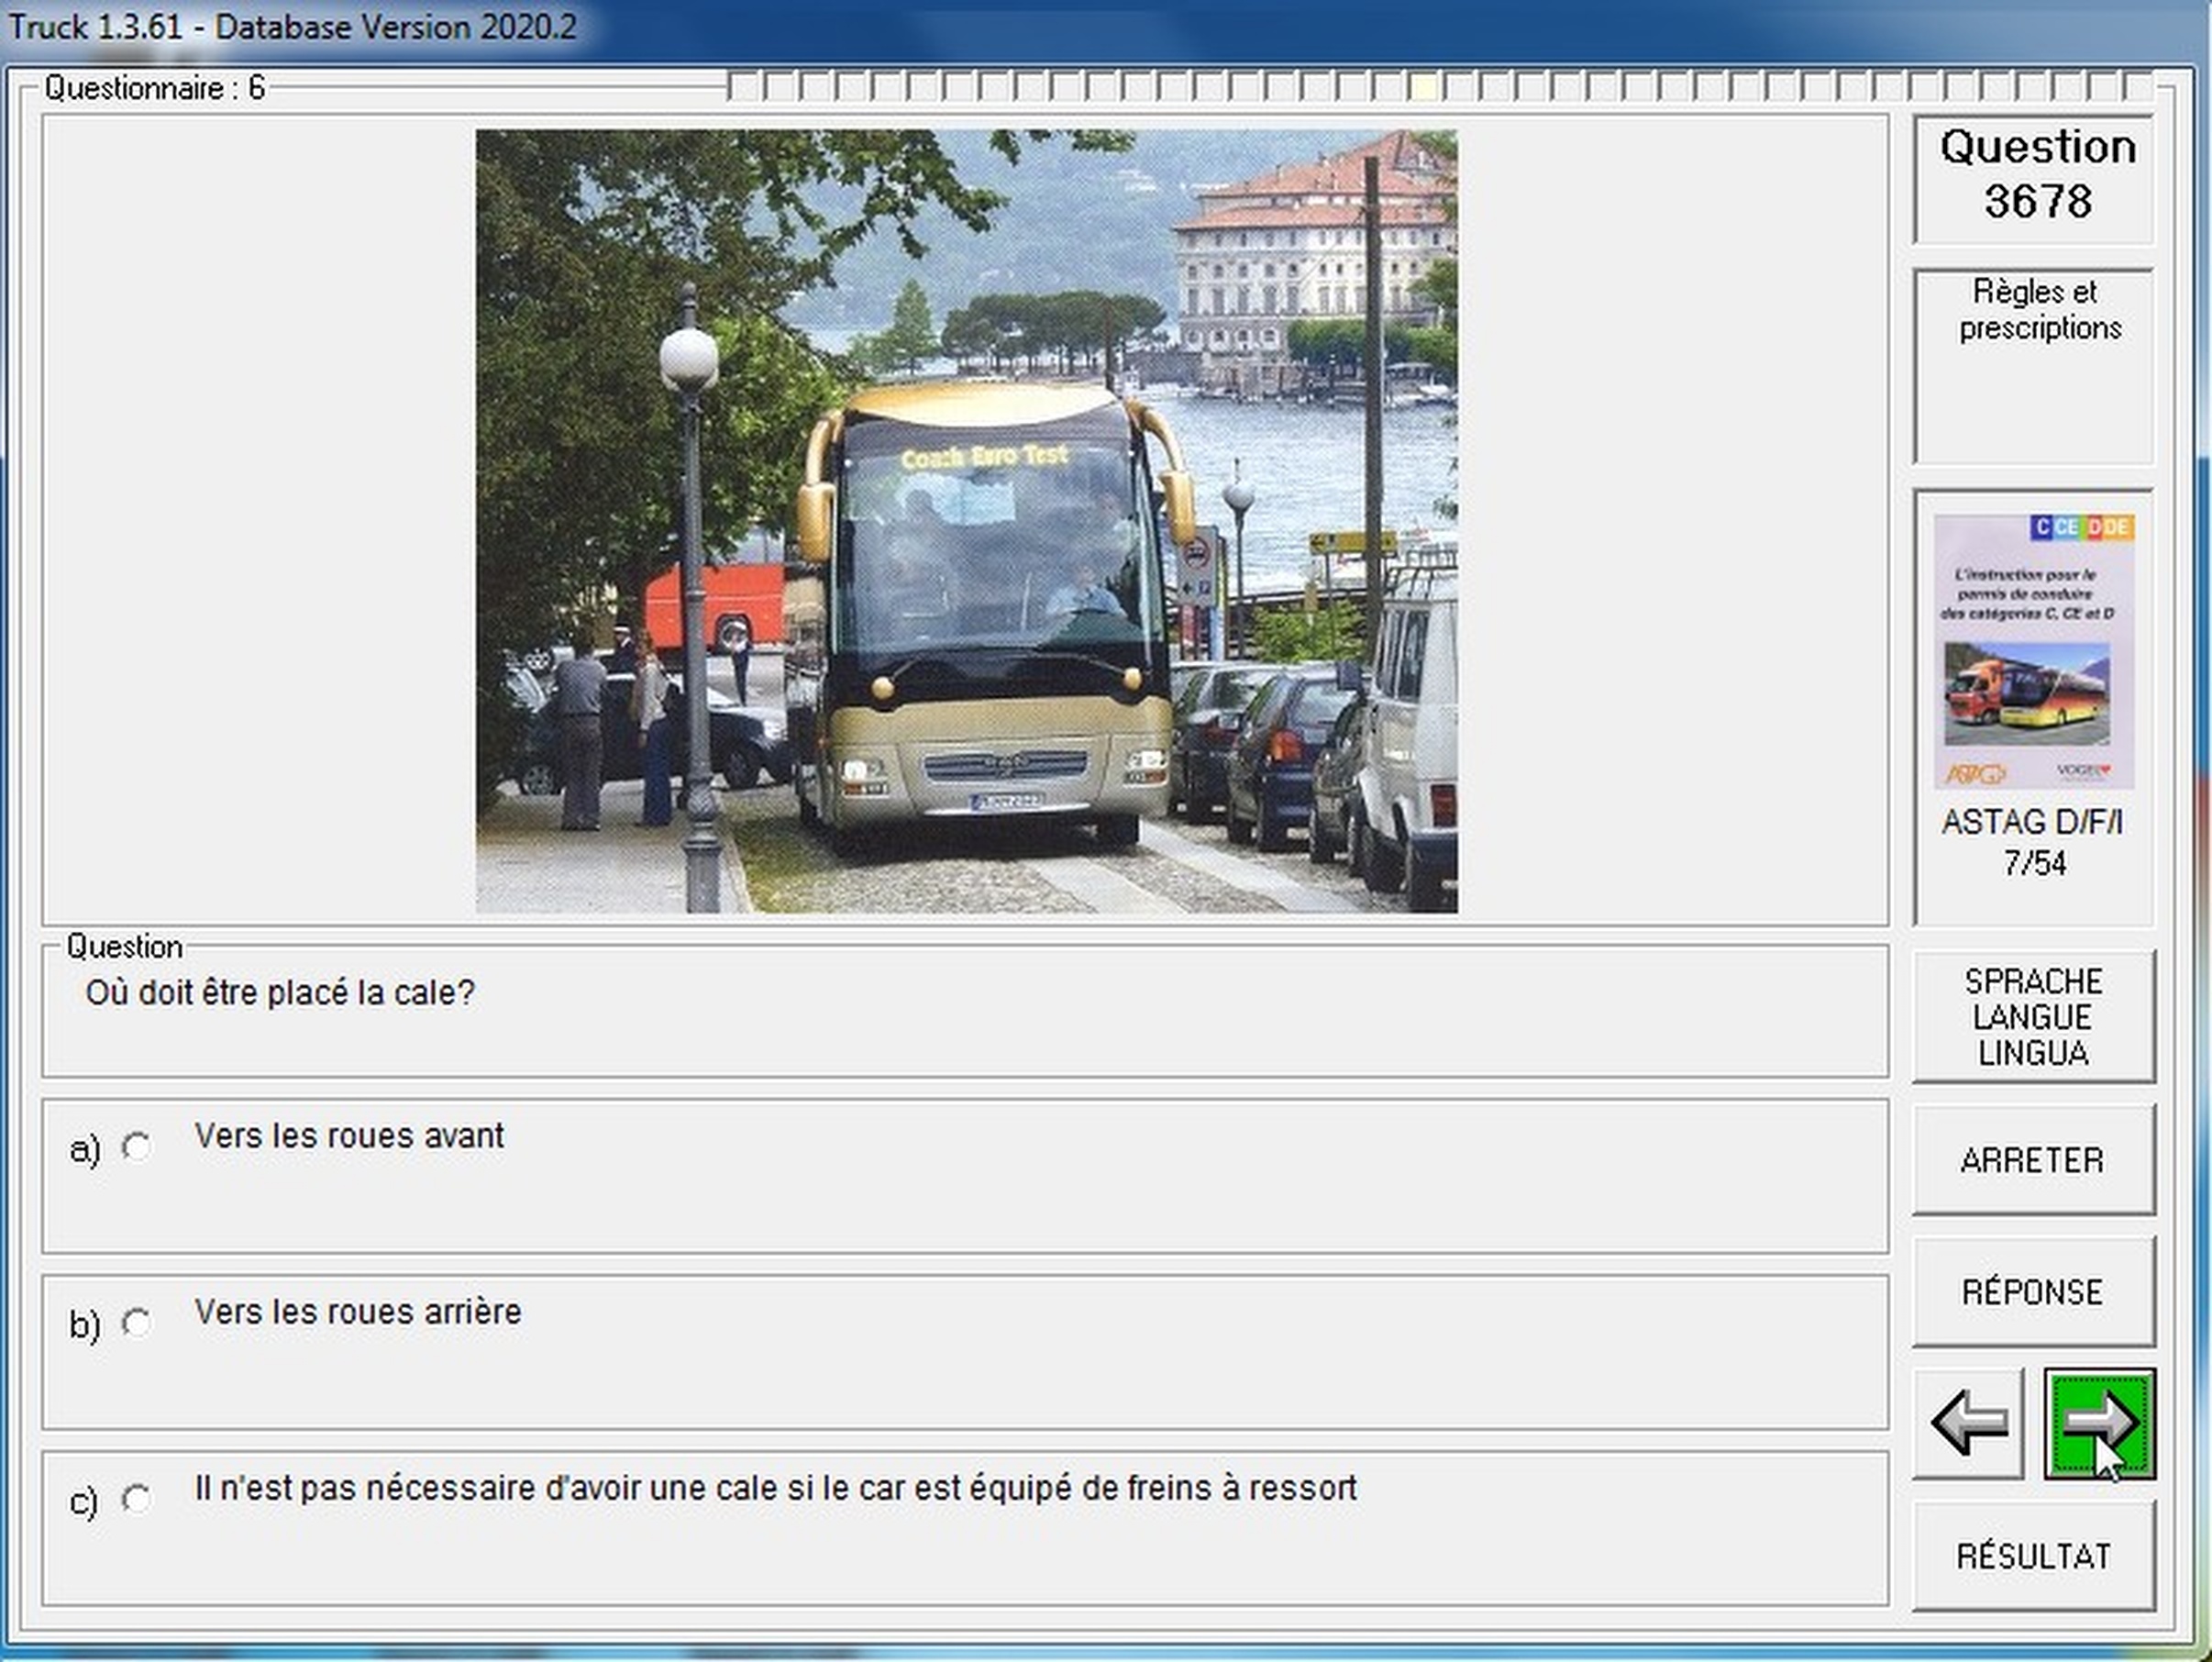 Truck 1.3.61 - Database Version 2020.2
Questionnaire : 6
Coach Euro Test
Question
3678
Règles et
prescriptions
C CE D DE
L'instruction pour le
permis de conduire
des catégories C, CE et D
ASTAG
VOGEL
ASTAG D/F/I
7/54
Question
Où doit être placé la cale?
a) Vers les roues avant
b) Vers les roues arrière
c) Il n'est pas nécessaire d'avoir une cale si le car est équipé de freins à ressort
SPRACHE
LANGUE
LINGUA
ARRETER
RÉPONSE
RÉSULTAT